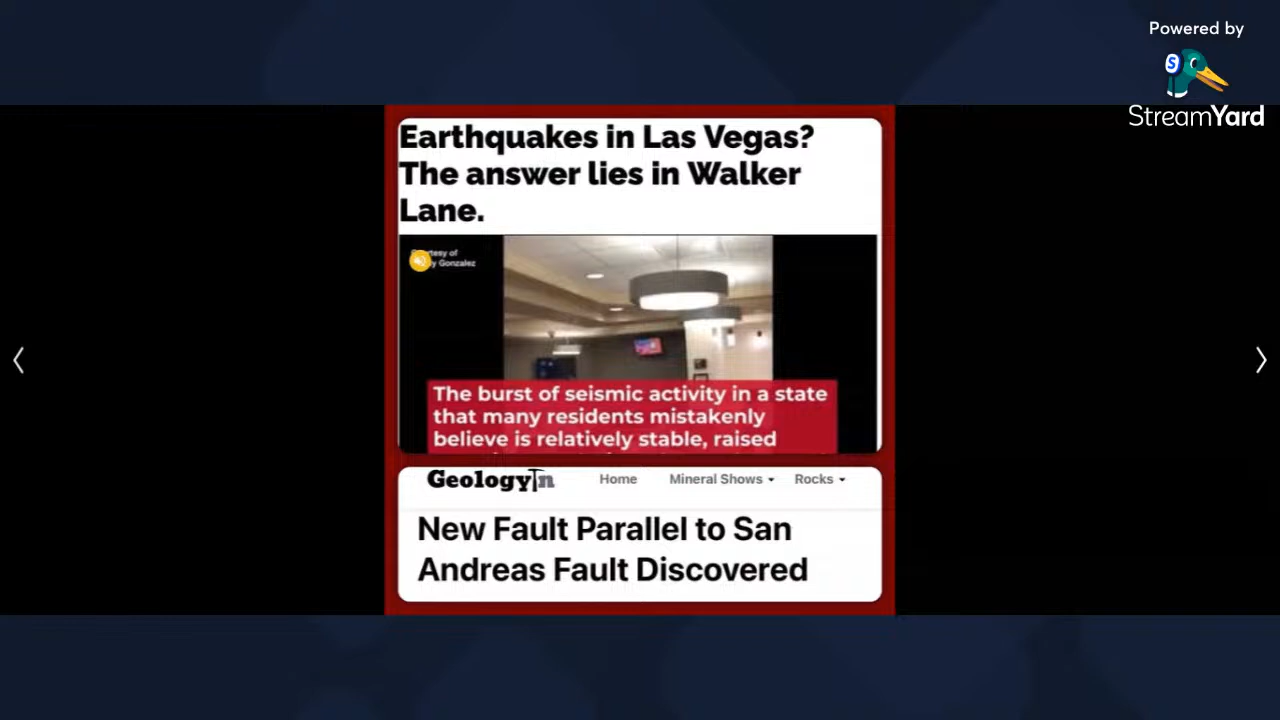 Powered by
StreamYard
Earthquakes in Las Vegas?
The answer lies in Walker
Lane.
Gonzalez
The burst of seismic activity in a state
that many residents mistakenly
believe is relatively stable, raised
GeologyIn
Home
Mineral Shows
Rocks
New Fault Parallel to San
Andreas Fault Discovered